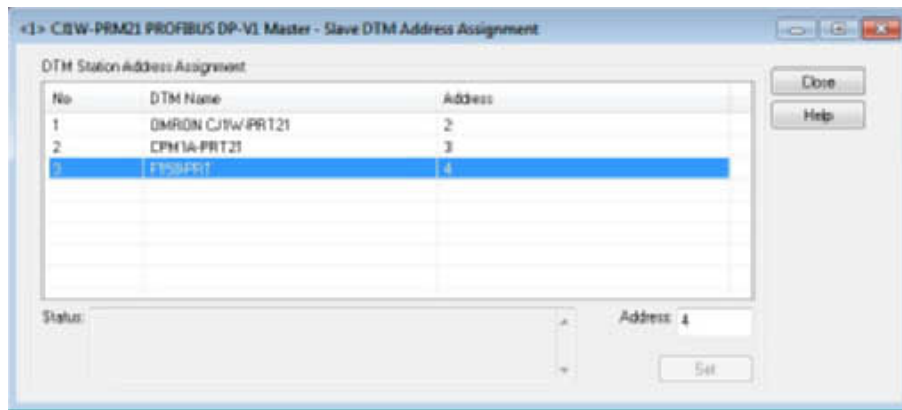 <1> CJ1W-PRM21 PROFIBUS DP-V1 Master - Slave DTM Address Assignment
DTM Station Address Assignment
No DTM Name Address
1 OMRON CJ1W-PRT21 2
2 CPM1A-PRT21 3
3 4
Status:
Address: 4
Set
Close
Help